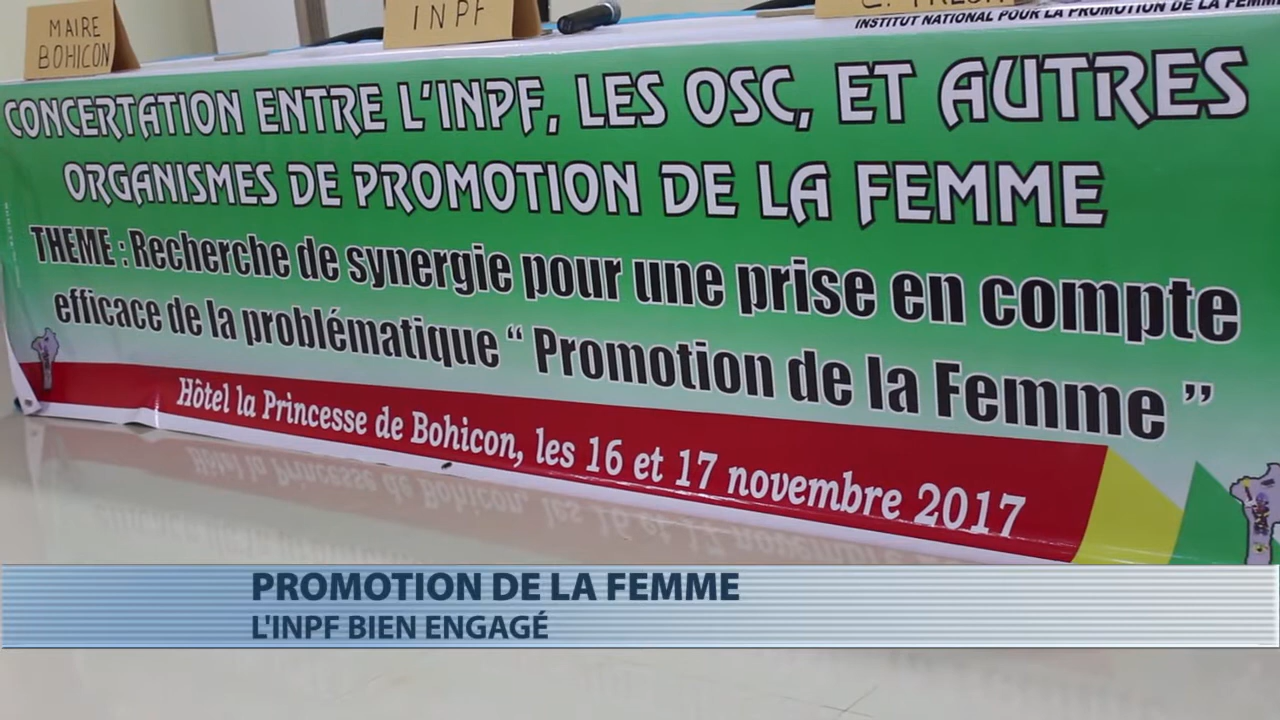 MAIRE
BOHICON
INPF
INSTITUT NATIONAL POUR LA PROMOTION DE LA FEMME
CONCERTATION ENTRE L'INPF, LES OSC, ET AUTRES
ORGANISMES DE PROMOTION DE LA FEMME
THEME : Recherche de synergie pour une prise en compte
efficace de la problématique " Promotion de la Femme "
Hôtel la Princesse de Bohicon, les 16 et 17 novembre 2017
PROMOTION DE LA FEMME
L'INPF BIEN ENGAGÉ